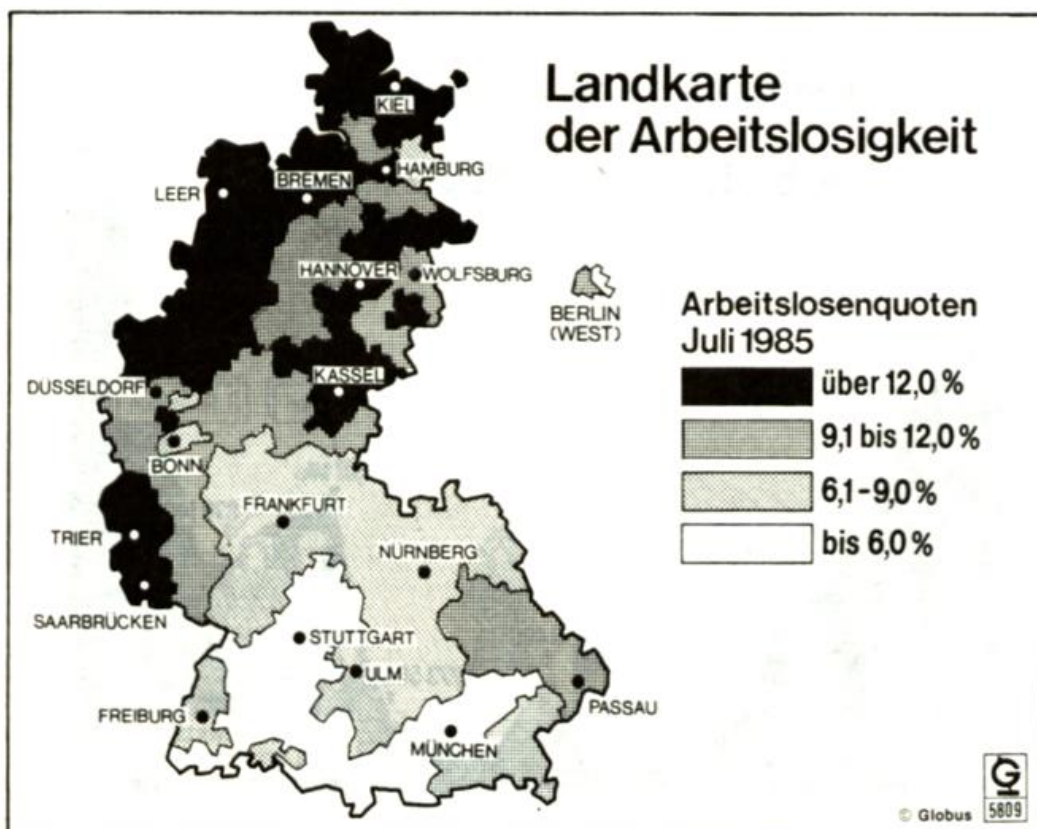 Landkarte
der Arbeitslosigkeit
KIEL
HAMBURG
BREMEN
LEER
HANNOVER
WOLFSBURG
BERLIN
(WEST)
Arbeitslosenquoten
Juli 1985
über 12,0 %
9,1 bis 12,0 %
6,1-9,0 %
bis 6,0 %
KASSEL
DÜSSELDORF
BONN
FRANKFURT
TRIER
NÜRNBERG
SAARBRÜCKEN
STUTTGART
ULM
PASSAU
FREIBURG
MÜNCHEN
G
© Globus
5809